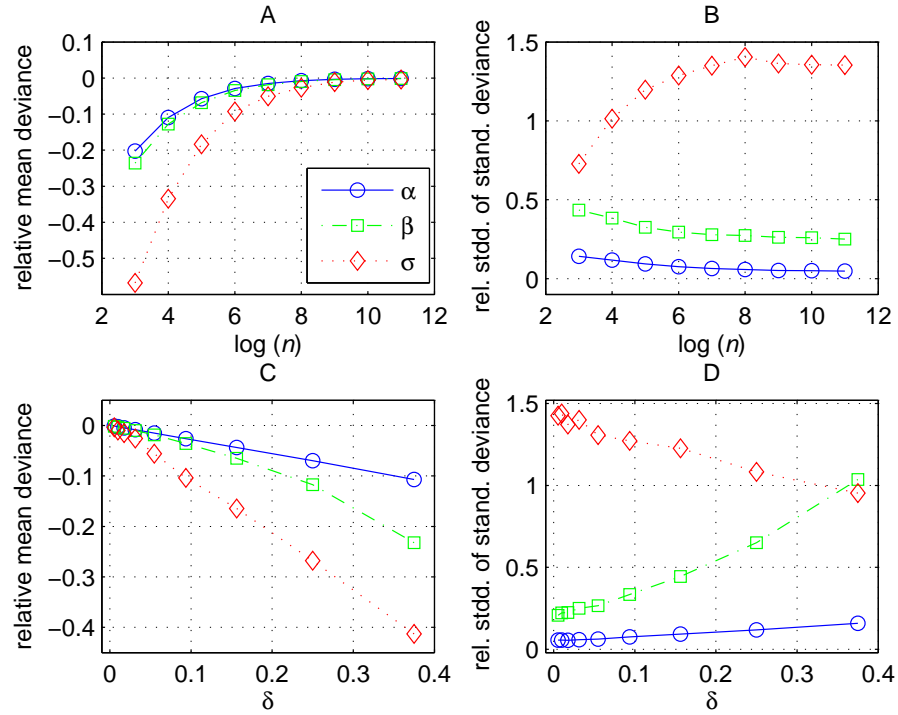 A
relative mean deviance
0.1
0
−0.1
−0.2
−0.3
−0.4
−0.5
2
4
6
8
10
12
log (n)
α
β
σ
B
rel. stdd. of stand. deviance
1.5
1
0.5
0
2
4
6
8
10
12
log (n)
C
relative mean deviance
0
−0.1
−0.2
−0.3
−0.4
0
0.1
0.2
0.3
0.4
δ
D
rel. stdd. of stand. deviance
1.5
1
0.5
0
0
0.1
0.2
0.3
0.4
δ